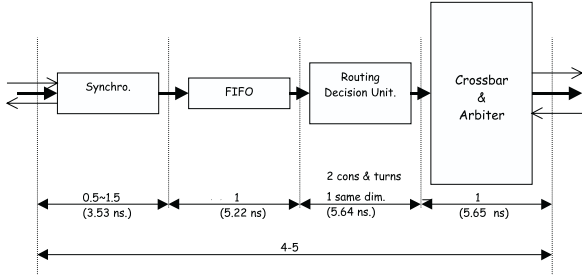 Synchro.
FIFO
Routing
Decision Unit.
Crossbar
&
Arbiter
2 cons & turns
0.5~1.5
(3.53 ns.)
1
(5.22 ns)
1 same dim.
(5.64 ns.)
1
(5.65 ns)
4-5